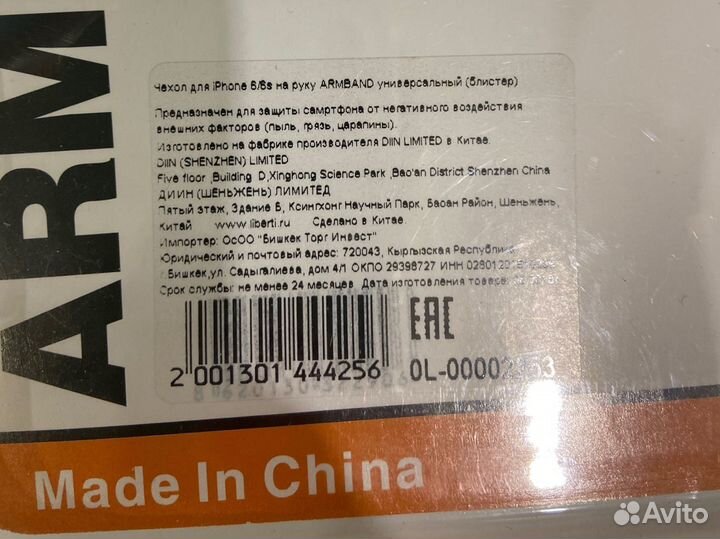 ARM
Чехол для iPhone 6/6s на руку ARMBAND универсальный (блистер)
Предназначен для защиты самртфона от негативного воздействия
внешних факторов (пыль, грязь, царапины).
Изготовлено на фабрике производителя DIIN LIMITED в Китае.
DIIN (SHENZHEN) LIMITED
Five floor ,Building D,Xinghong Science Park ,Bao'an District Shenzhen China
ДИИН (ШЕНЬЖЕНЬ) ЛИМИТЕД
Пятый этаж, Здание Б, Ксингхонг Научный Парк, Баоан Район, Шеньжень,
Китай www.liberti.ru Сделано в Китае.
Импортер: ОсОО "Бишкек Торг Инвест"
Юридический и почтовый адрес: 720043, Кыргызская Республика
г.Бишкек,ул. Садыгалиева, дом 4/1 ОКПО 29398727 ИНН
Срок службы: не менее 24 месяцев Дата изготовления
EAC
2 001301 444256 0L-00002
Made In China
Avito